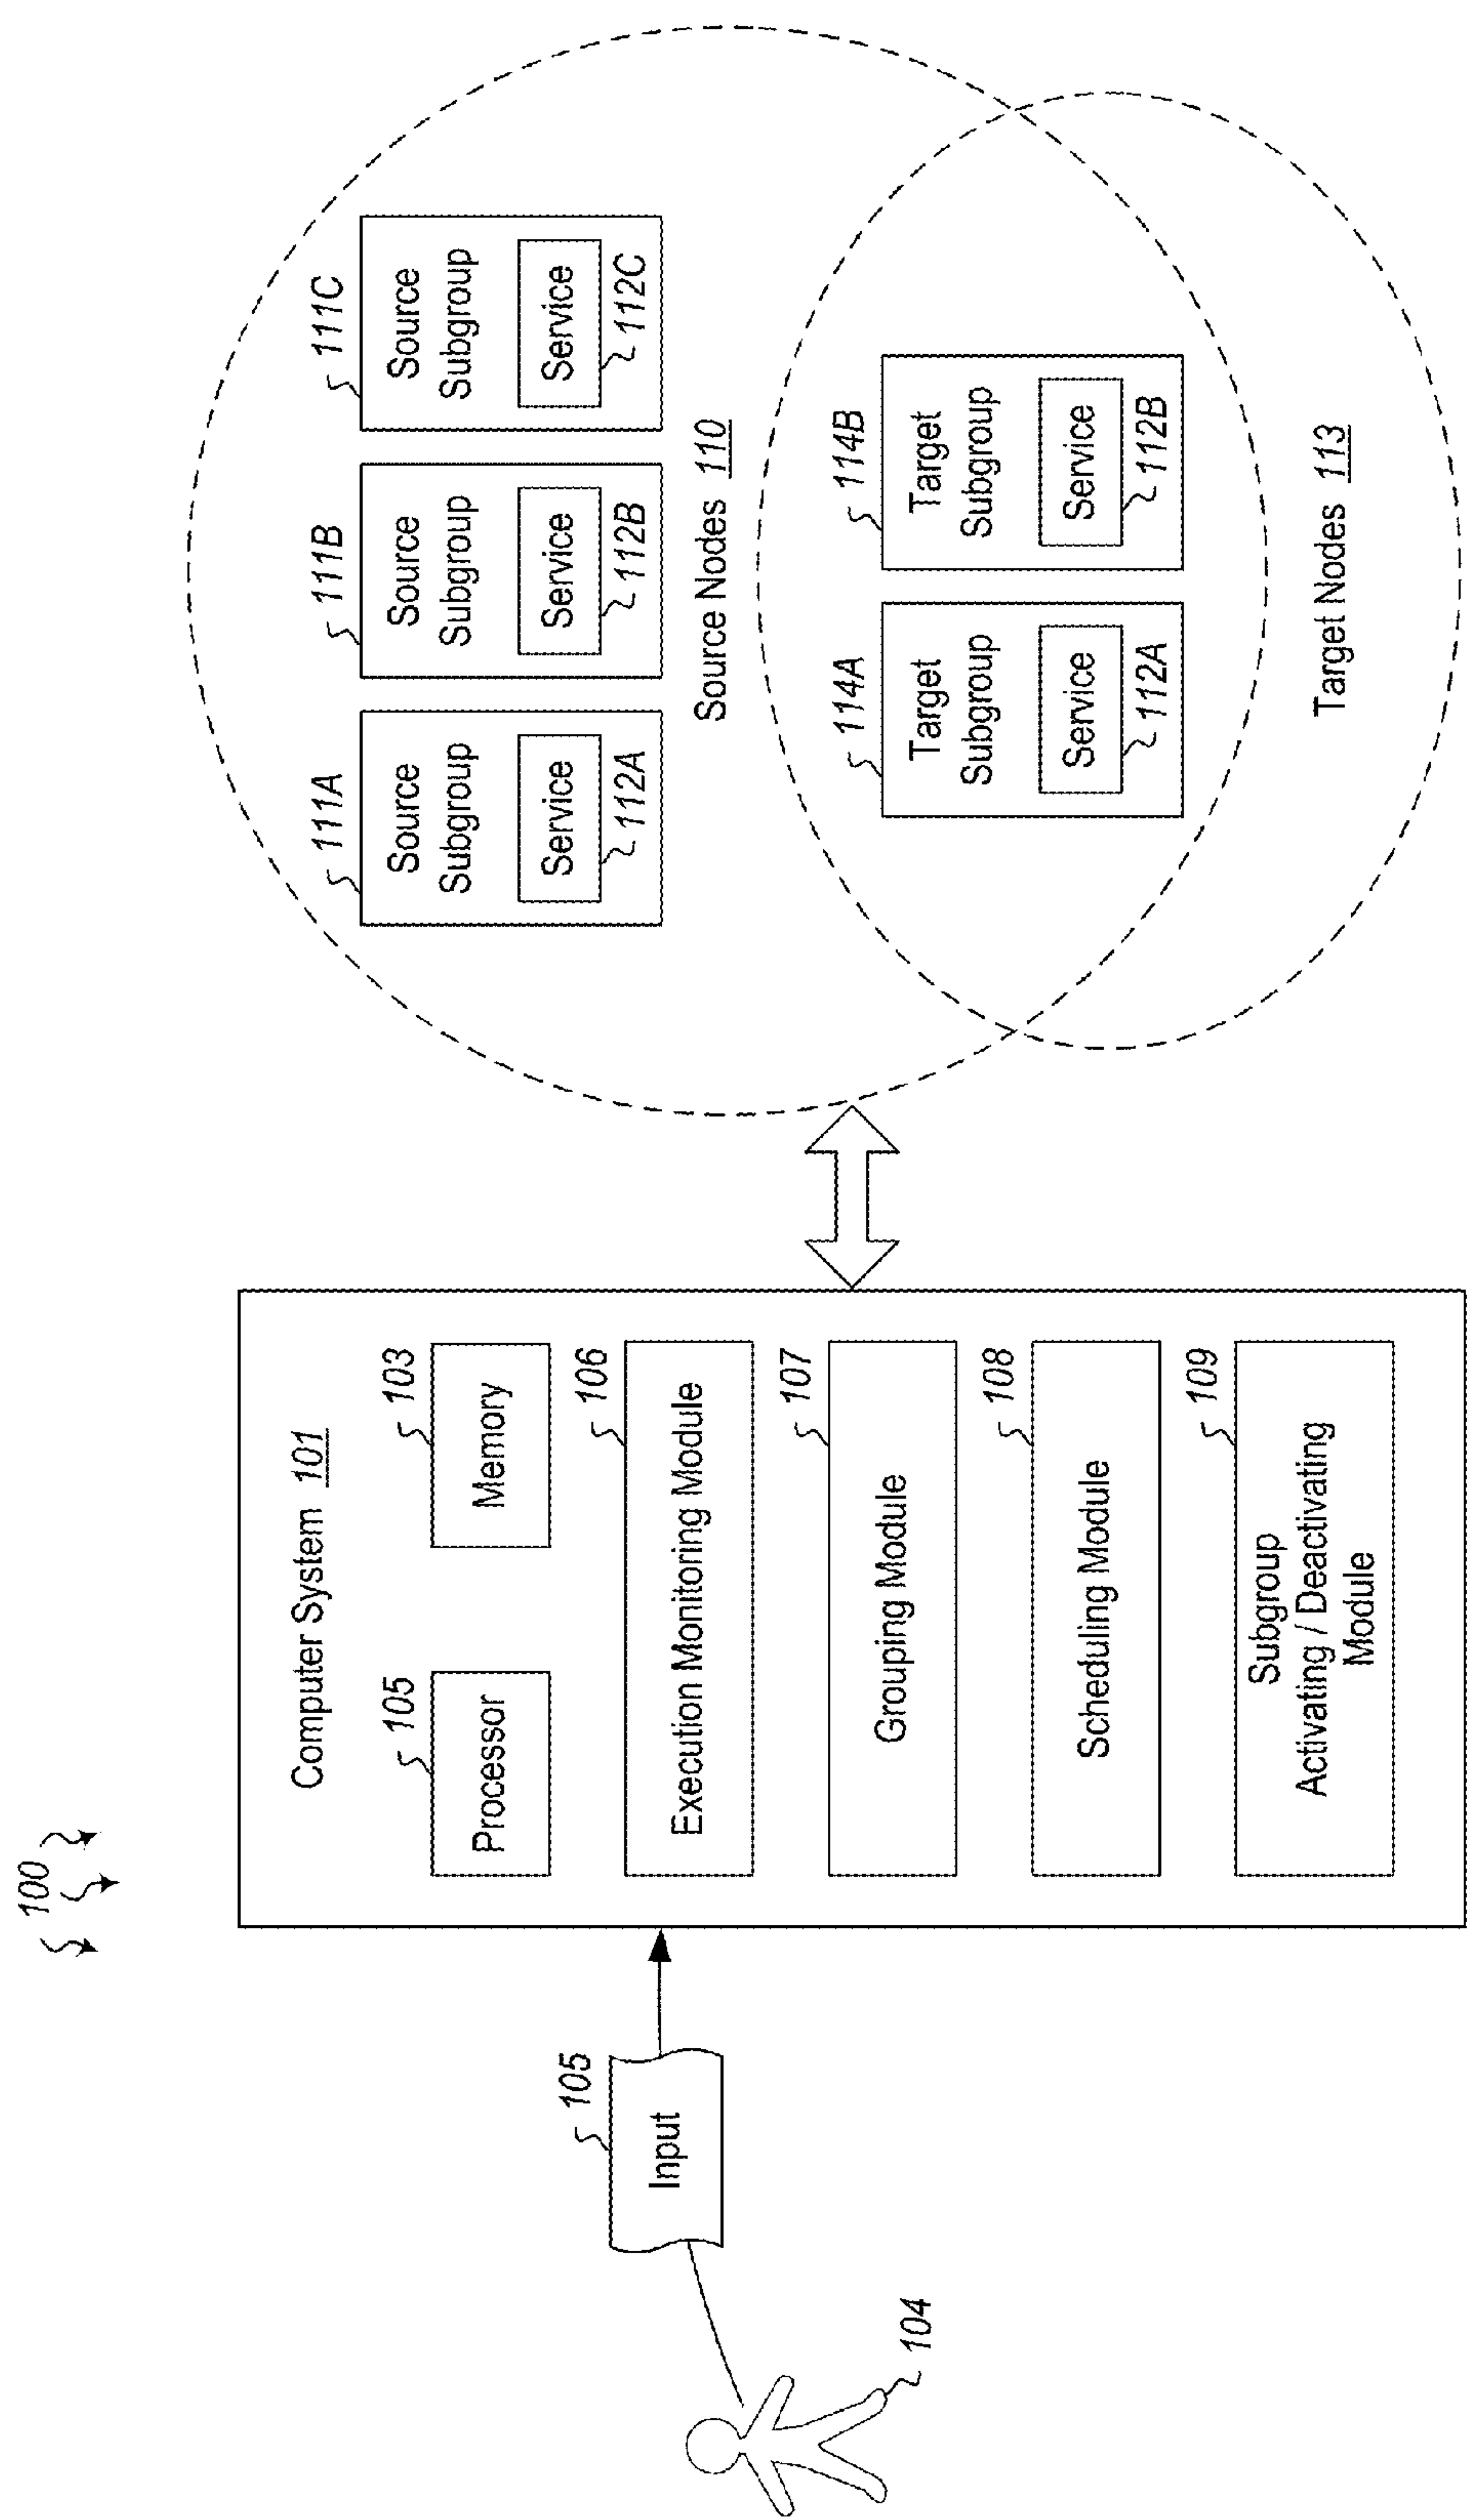 100
Computer System 101
105
Processor
103
Memory
106
Execution Monitoring Module
107
Grouping Module
108
Scheduling Module
109
Subgroup
Activating / Deactivating
Module
105
Input
104
111A
Source
Subgroup
Service
112A
111B
Source
Subgroup
Service
112B
111C
Source
Subgroup
Service
112C
Source Nodes 110
114A
Target
Subgroup
Service
112A
114B
Target
Subgroup
Service
112B
Target Nodes 113